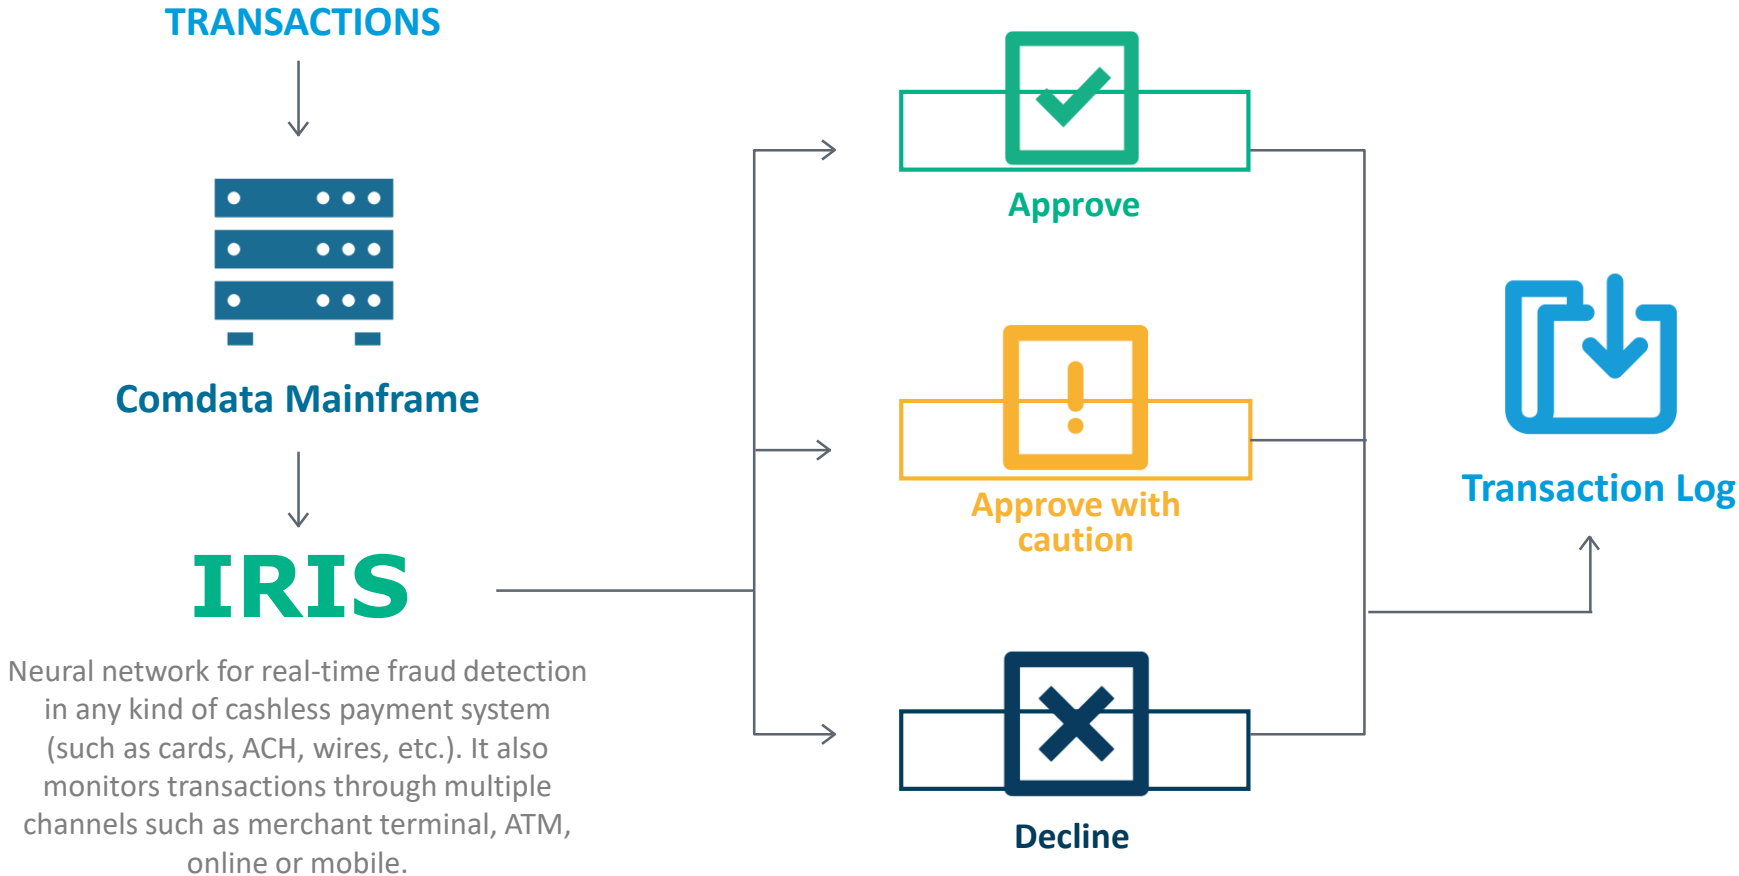 TRANSACTIONS
Comdata Mainframe
IRIS
Neural network for real-time fraud detection
in any kind of cashless payment system
(such as cards, ACH, wires, etc.). It also
monitors transactions through multiple
channels such as merchant terminal, ATM,
online or mobile.
Approve
Approve with
caution
Decline
Transaction Log